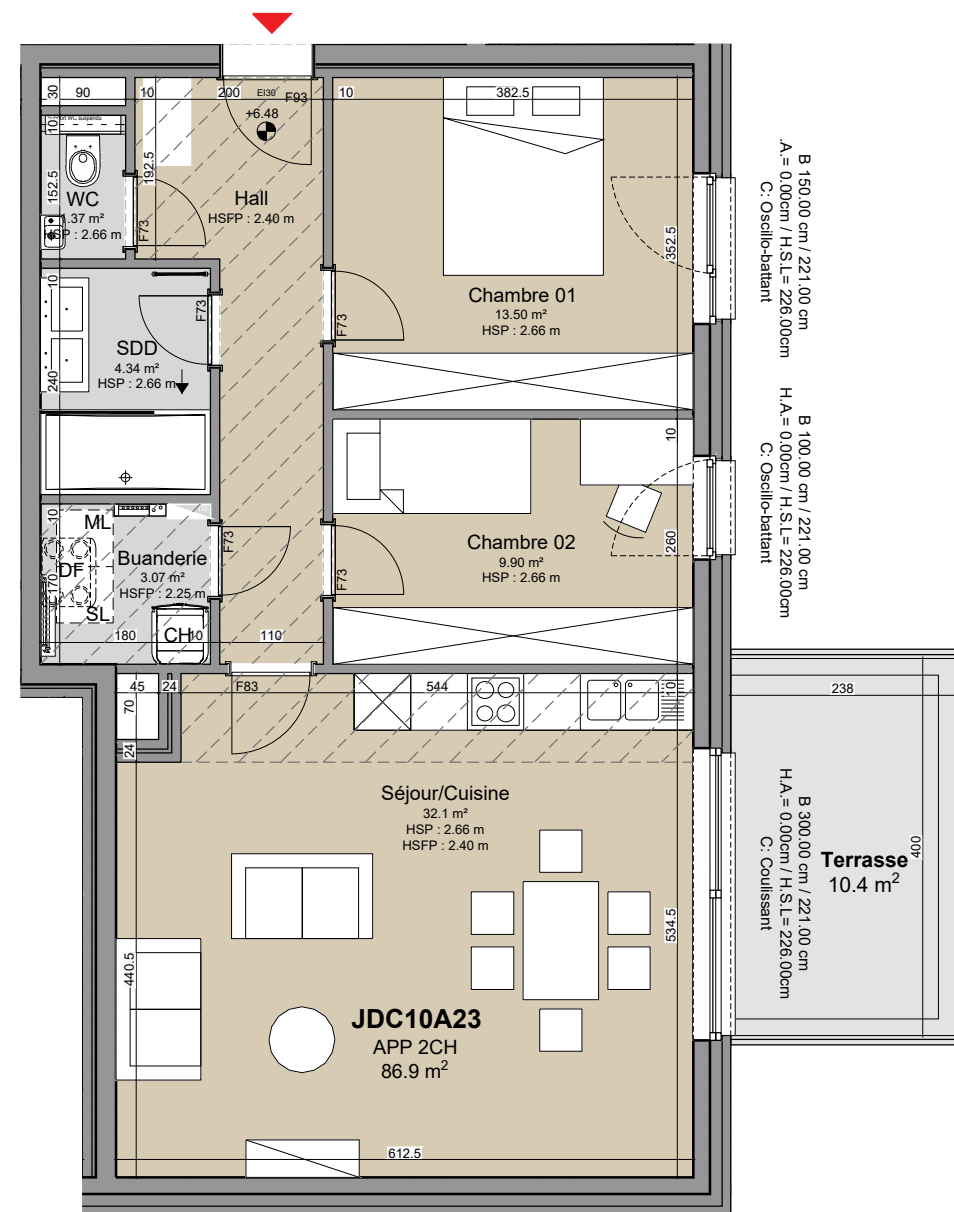 30
90
10
200
EI30
F93
10
382.5
+6.48
10
WC suspendu
152.5
192.5
WC
1.37 m²
HSP : 2.66 m
F73
Hall
HSFP : 2.40 m
352.5
Chambre 01
13.50 m²
HSP : 2.66 m
B 150.00 cm / 221.00 cm
.A.= 0.00cm / H.S.L= 226.00cm
C: Oscillo-battant
10
F73
F73
SDD
4.34 m²
HSP : 2.66 m
240
10
B 100.00 cm / 221.00 cm
H.A.= 0.00cm / H.S.L= 226.00cm
C: Oscillo-battant
10
ML
Buanderie
3.07 m²
HSFP : 2.25 m
DF
170
SL
CH
F73
F73
Chambre 02
9.90 m²
HSP : 2.66 m
260
180
10
110
45
24
F83
544
10
70
24
238
Séjour/Cuisine
32.1 m²
HSP : 2.66 m
HSFP : 2.40 m
B 300.00 cm / 221.00 cm
H.A.= 0.00cm / H.S.L= 226.00cm
C: Coulissant
Terrasse
10.4 m²
400
440.5
534.5
JDC10A23
APP 2CH
86.9 m²
612.5